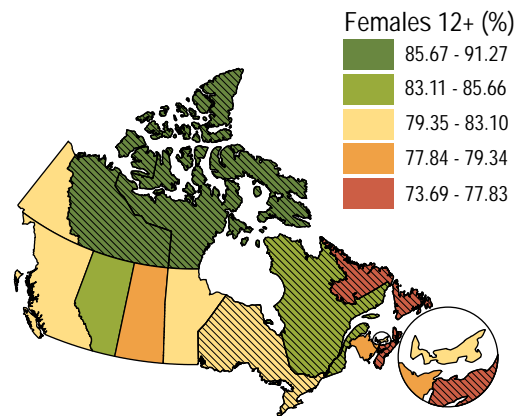 Females 12+ (%)
85.67 - 91.27
83.11 - 85.66
79.35 - 83.10
77.84 - 79.34
73.69 - 77.83